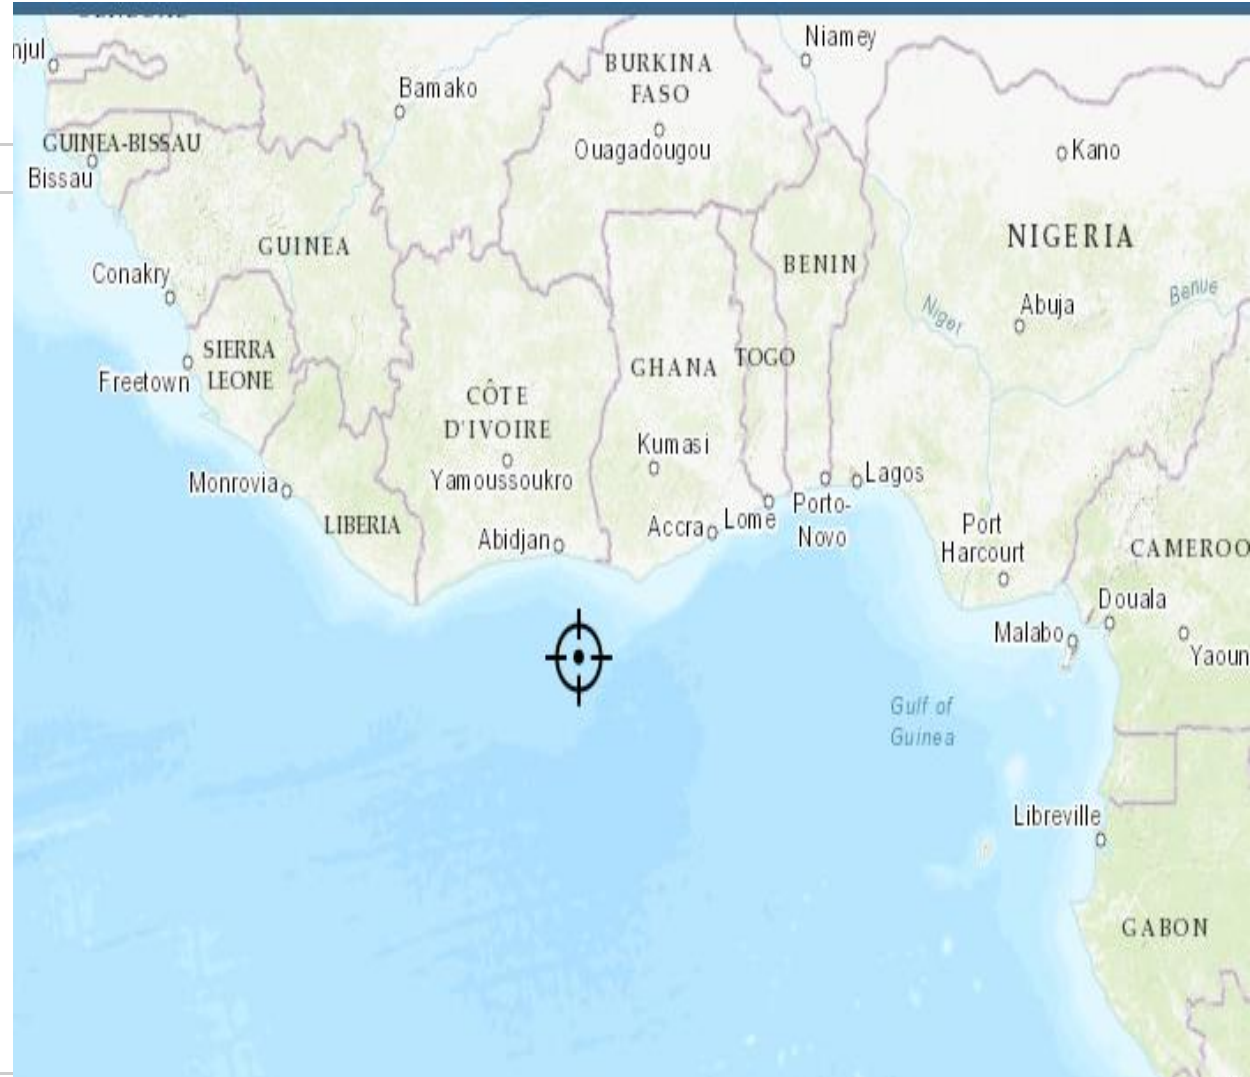 njul
Niamey
BURKINA
FASO
Bamako
Ouagadougou
GUINEA-BISSAU
Bissau
Kano
GUINEA
NIGERIA
BENIN
Conakry
Benue
Abuja
Niger
SIERRA
LEONE
Freetown
GHANA
TOGO
CÔTE
D'IVOIRE
Kumasi
Yamoussoukro
Monrovia
Lagos
Porto-
Novo
Lome
Accra
LIBERIA
Abidjan
Port
Harcourt
CAMEROO
Douala
Malabo
Yaoun
Gulf of
Guinea
Libreville
GABON